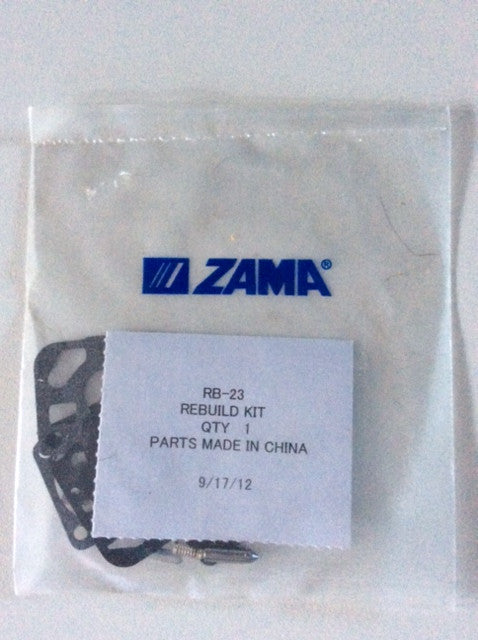 ZAMA®
RB-23
REBUILD KIT
QTY 1
PARTS MADE IN CHINA
9/17/12